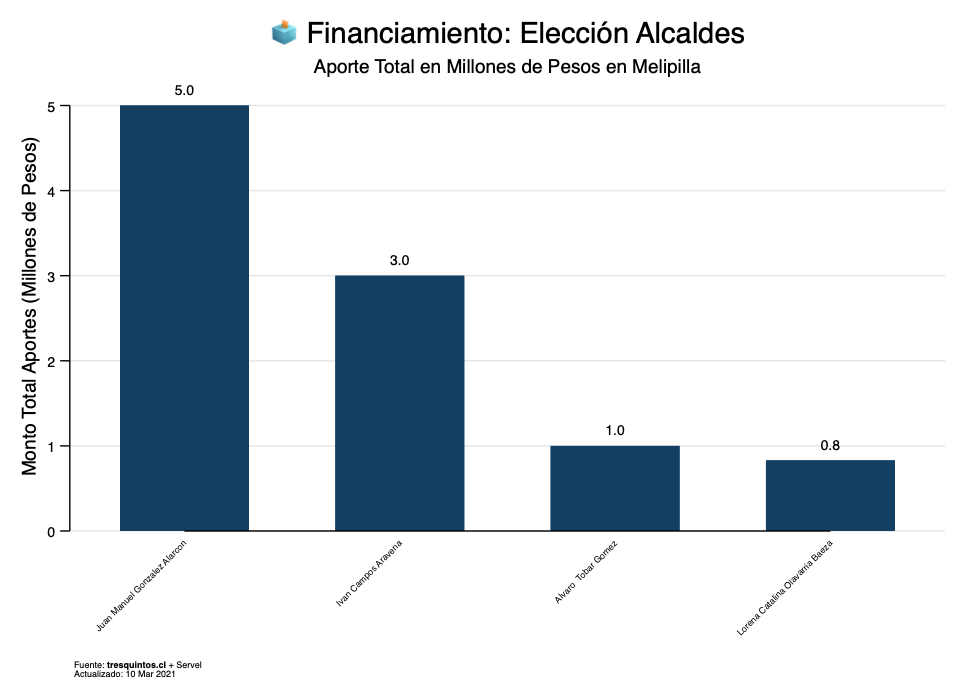 Financiamiento: Elección Alcaldes
Aporte Total en Millones de Pesos en Melipilla
Monto Total Aportes (Millones de Pesos)
5
4
3
2
1
0
5.0
3.0
1.0
0.8
Juan Manuel Gonzalez Alarcon
Ivan Campos Aravena
Alvaro Tobar Gomez
Lorena Catalina Olavarria Baeza
Fuente: tresquintos.cl + Servel
Actualizado: 10 Mar 2021